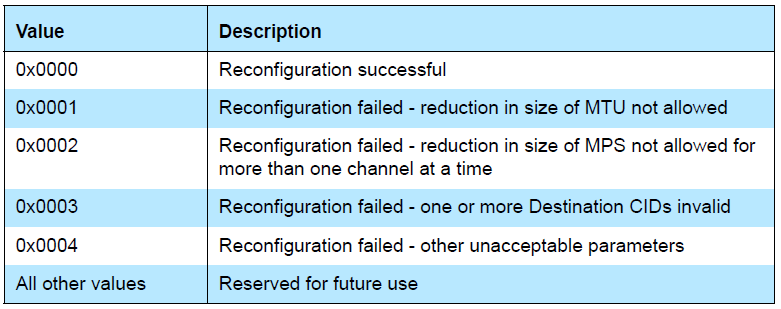 Value Description
0x0000 Reconfiguration successful
0x0001 Reconfiguration failed - reduction in size of MTU not allowed
0x0002 Reconfiguration failed - reduction in size of MPS not allowed for
more than one channel at a time
0x0003 Reconfiguration failed - one or more Destination CIDs invalid
0x0004 Reconfiguration failed - other unacceptable parameters
All other values Reserved for future use